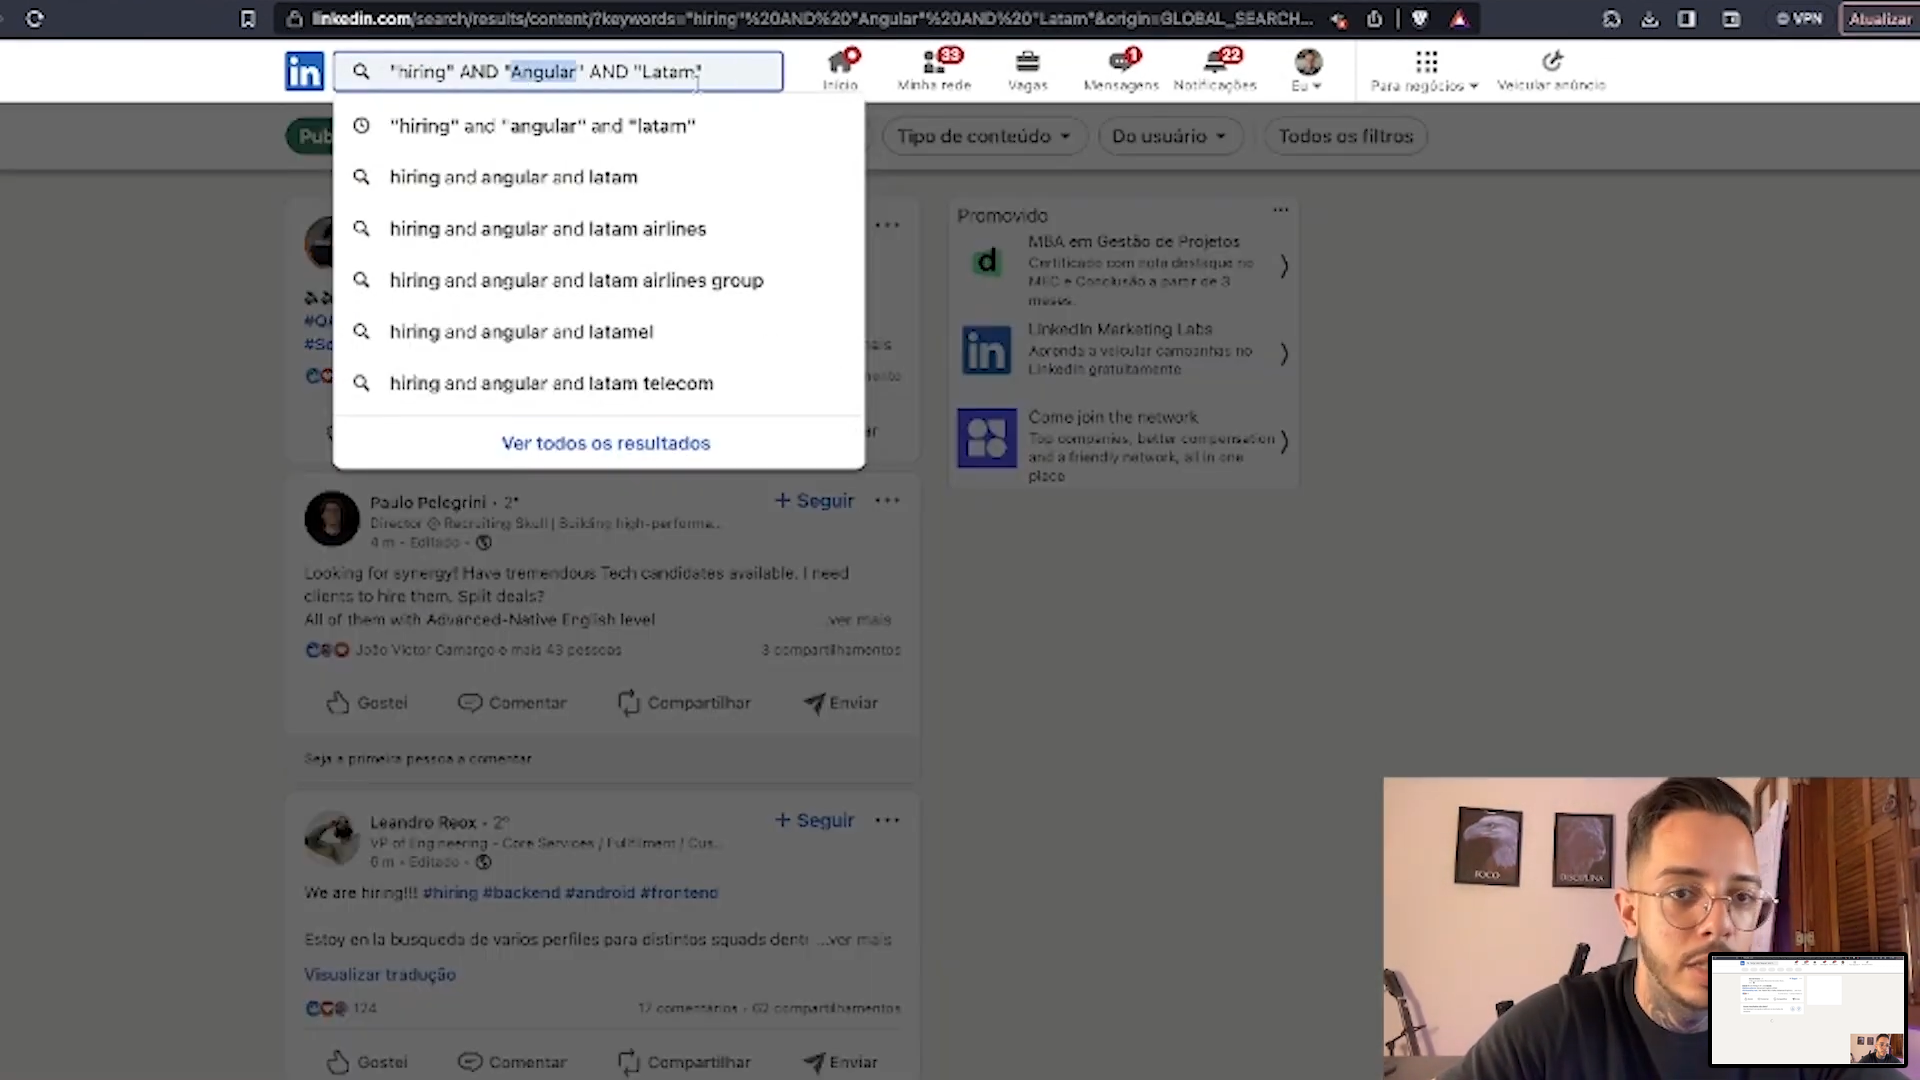 linkedin.com/search/results/content/?keywords="hiring"%20AND%20"Angular"%20AND%20"Latam"&origin=GLOBAL_SEARCH...
VPN
Atualizar
in
"hiring" AND "Angular" AND "Latam"
Início
33
Minha rede
Vagas
1
Mensagens
22
Notificações
Eu
Para negócios
Veicular anúncio
Pub
Tipo de conteúdo
Do usuário
Todos os filtros
"hiring" and "angular" and "latam"
hiring and angular and latam
hiring and angular and latam airlines
hiring and angular and latam airlines group
hiring and angular and latamel
hiring and angular and latam telecom
Ver todos os resultados
Promovido
d
MBA em Gestão de Projetos
Certificado com nota destaque no
MEC e Conclusão a partir de 3
meses.
in
LinkedIn Marketing Labs
Aprenda a veicular campanhas no
LinkedIn gratuitamente
Come join the network
Top companies, better compensation
and a friendly network, all in one
place
Paulo Pelegrini • 2º
+ Seguir
Director @ Recruiting Skull | Building high-performa...
4 m • Editado •
Looking for synergy! Have tremendous Tech candidates available. I need
clients to hire them. Split deals?
All of them with Advanced-Native English level
...ver mais
João Victor Camargo e mais 43 pessoas
3 compartilhamentos
Gostei
Comentar
Compartilhar
Enviar
Seja a primeira pessoa a comentar
Leandro Reox • 2º
+ Seguir
VP of Engineering - Core Services / Fulfilment / Cus...
6 m • Editado •
We are hiring!!! #hiring #backend #android #frontend
Estoy en la busqueda de varios perfiles para distintos squads dentr
...ver mais
Visualizar tradução
124
17 comentários • 62 compartilhamentos
Gostei
Comentar
Compartilhar
Enviar
FOCO
DISCIPLINA